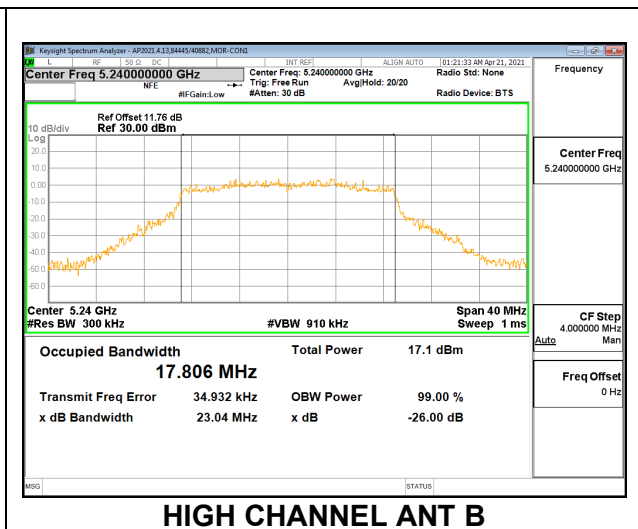 Keysight Spectrum Analyzer - AP2021.4.13,84445/40882,MOR-CON1
L RF 50 Ω DC INT REF ALIGN AUTO 01:21:33 AM Apr 21, 2021
Center Freq 5.240000000 GHz
NFE
#IFGain:Low
Center Freq: 5.240000000 GHz
Trig: Free Run Avg|Hold: 20/20
#Atten: 30 dB
Radio Std: None
Radio Device: BTS
Frequency
Ref Offset 11.76 dB
10 dB/div Ref 30.00 dBm
Log
20.0
10.0
0.00
-10.0
-20.0
-30.0
-40.0
-50.0
-60.0
Center Freq
5.240000000 GHz
Center 5.24 GHz Span 40 MHz
#Res BW 300 kHz #VBW 910 kHz Sweep 1 ms
CF Step
4.000000 MHz
Auto Man
Freq Offset
0 Hz
Occupied Bandwidth Total Power 17.1 dBm
17.806 MHz
Transmit Freq Error 34.932 kHz OBW Power 99.00 %
x dB Bandwidth 23.04 MHz x dB -26.00 dB
MSG STATUS
HIGH CHANNEL ANT B